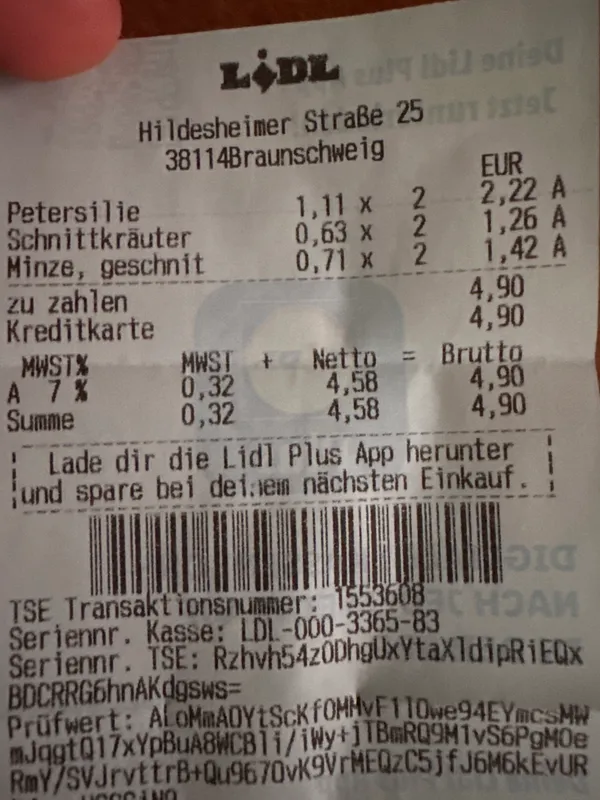 LIDL
Hildesheimer Straße 25
38114Braunschweig
EUR
Petersilie 1,11 x 2 2,22 A
Schnittkräuter 0,63 x 2 1,26 A
Minze, geschnit 0,71 x 2 1,42 A
zu zahlen 4,90
Kreditkarte 4,90
MWST% MWST + Netto = Brutto
A 7 % 0,32 4,58 4,90
Summe 0,32 4,58 4,90
Lade dir die Lidl Plus App herunter
und spare bei deinem nächsten Einkauf.
TSE Transaktionsnummer: 1553608
Seriennr. Kasse: LDL-000-3365-83
Seriennr. TSE: Rzhvh54z0DhgUxYtaXldipRiEQx
BDCRRG6hnAKdgsws=
Prüfwert: ALoMmAOYtScKfOMMvF1lOwe94EYmcsMW
mJqgtQ17xYpBuA8WCBli/iWy+jTBmRQ9M1vS6PgMOe
RmY/SVJrvttrB+Qu967OvK9VrMEQzC5jfJ6M6kEvUR